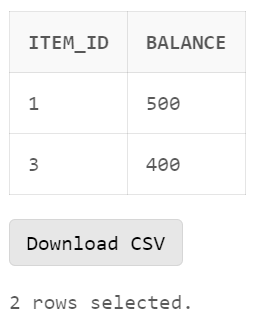 ITEM_ID BALANCE
1 500
3 400
Download CSV
2 rows selected.